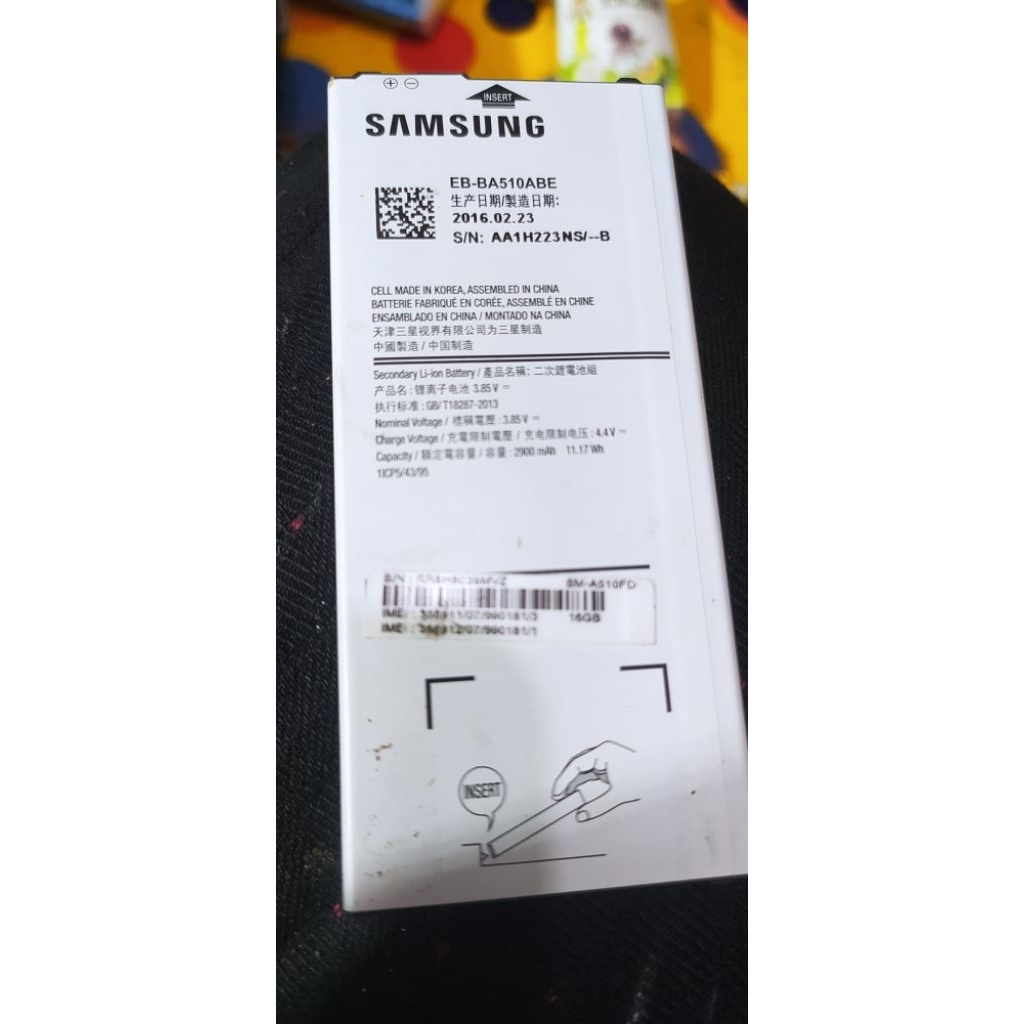 INSERT
SAMSUNG
EB-BA510ABE
生产日期/製造日期:
2016.02.23
S/N: AA1H223NS/--B
CELL MADE IN KOREA, ASSEMBLED IN CHINA
BATTERIE FABRIQUÉ EN CORÉE, ASSEMBLÉ EN CHINE
ENSAMBLADO EN CHINA / MONTADO NA CHINA
天津三星视界有限公司为三星制造
中國製造 / 中国制造
Secondary Li-ion Battery / 產品名稱: 二次鋰電池組
产品名: 锂离子电池 3.85 V ⎓
执行标准: GB/T18287-2013
Nominal Voltage / 標稱電壓: 3.85 V ⎓
Charge Voltage / 充電限制電壓 / 充电限制电压: 4.4 V ⎓
Capacity / 額定電容量 / 容量: 2900 mAh 11.17 Wh
1ICP5/43/95
S/N SM-A510FD
16GB
INSERT